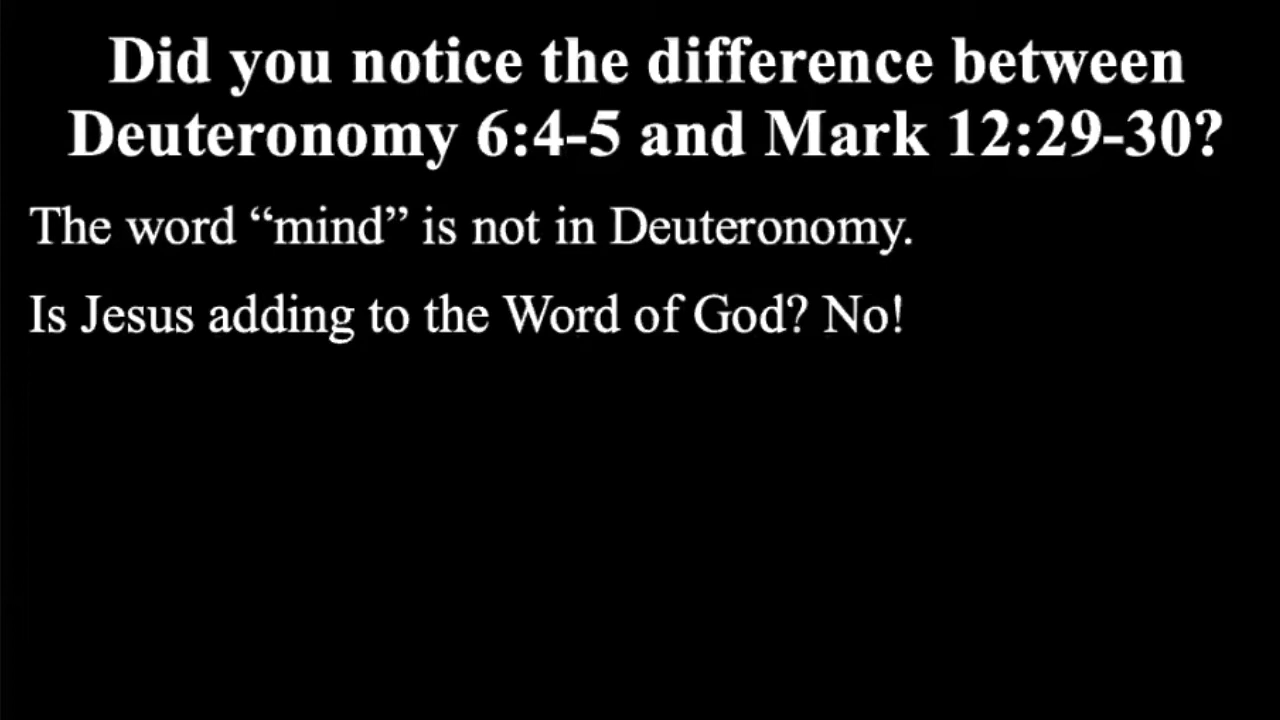 Did you notice the difference between
Deuteronomy 6:4-5 and Mark 12:29-30?
The word “mind” is not in Deuteronomy.
Is Jesus adding to the Word of God? No!